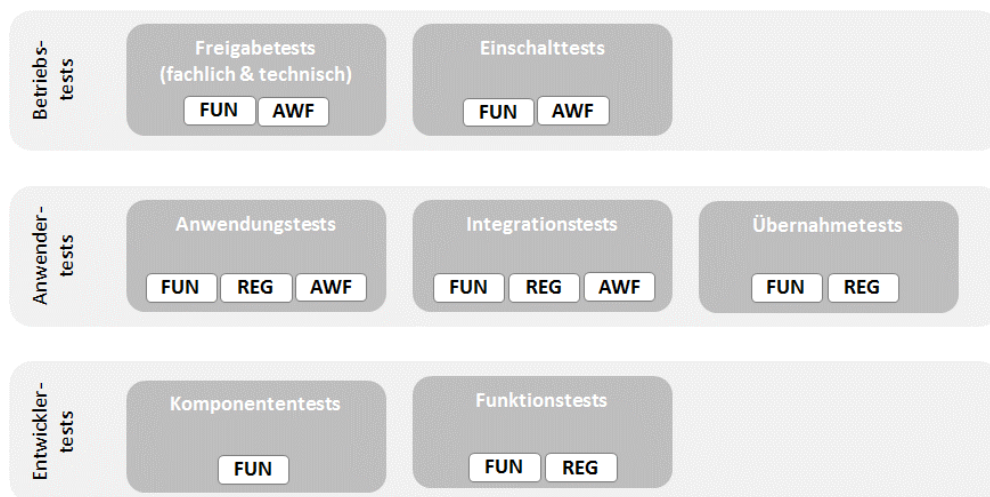 Betriebs-
tests
Freigabetests
(fachlich & technisch)
FUN AWF
Einschalttests
FUN AWF
Anwender-
tests
Anwendungstests
FUN REG AWF
Integrationstests
FUN REG AWF
Übernahmetests
FUN REG
Entwickler-
tests
Komponententests
FUN
Funktionstests
FUN REG